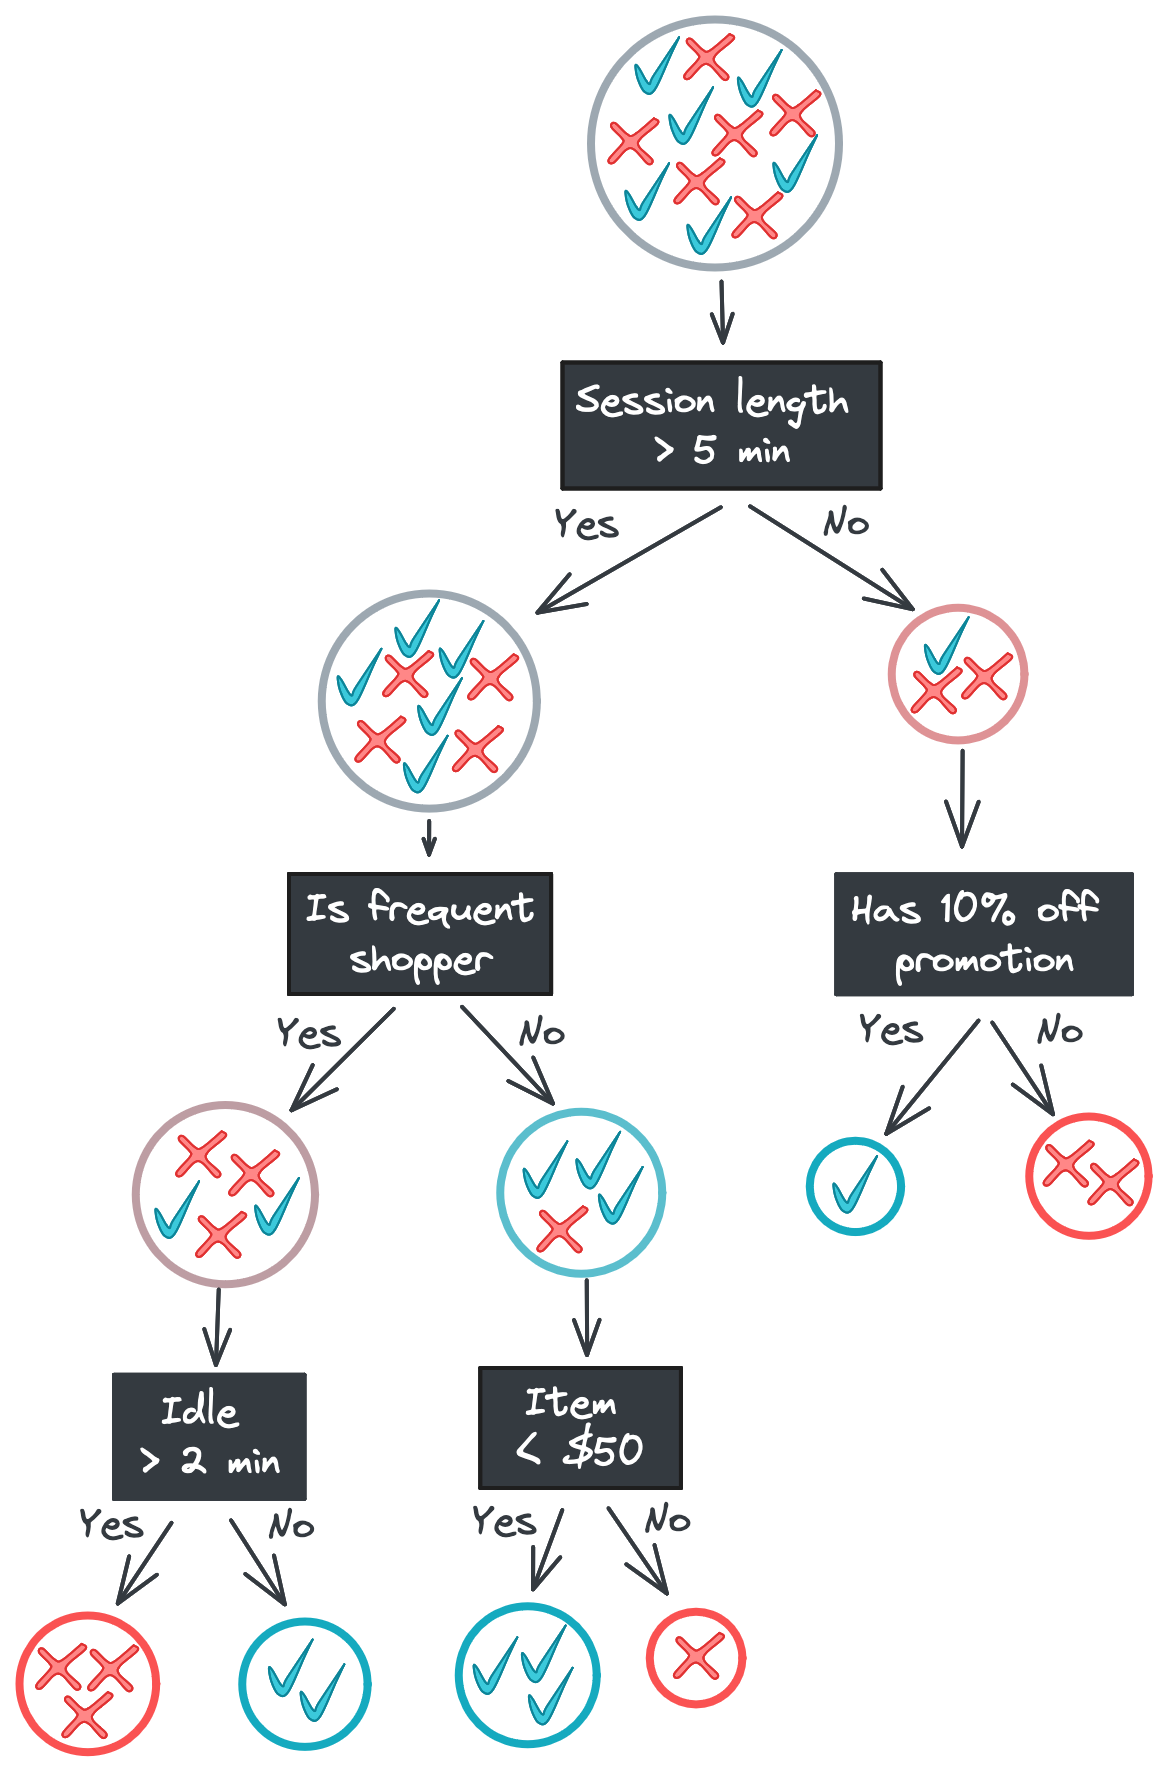 Session length
> 5 min
Yes
No
Is frequent
shopper
Has 10% off
promotion
Yes
No
Yes
No
Idle
> 2 min
Item
< $50
Yes
No
Yes
No